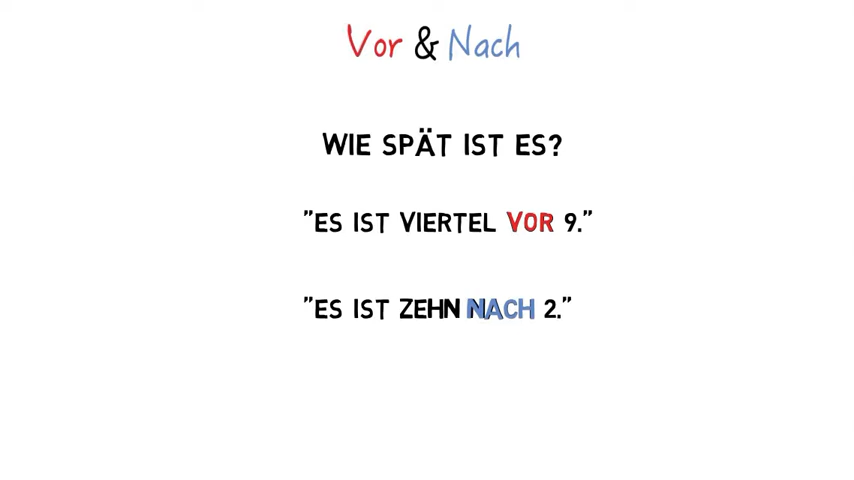 Vor & Nach
WIE SPÄT IST ES?
"ES IST VIERTEL VOR 9."
"ES IST ZEHN NACH 2."